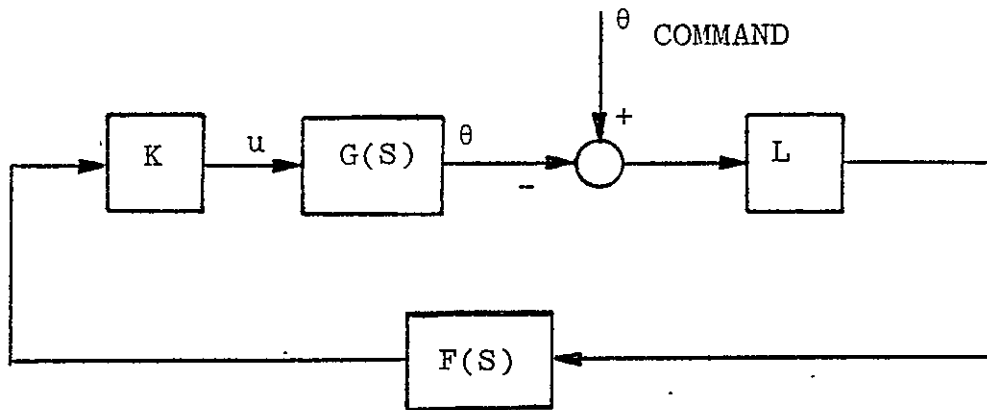 θ COMMAND
+
K
u
G(S)
θ
-
L
F(S)